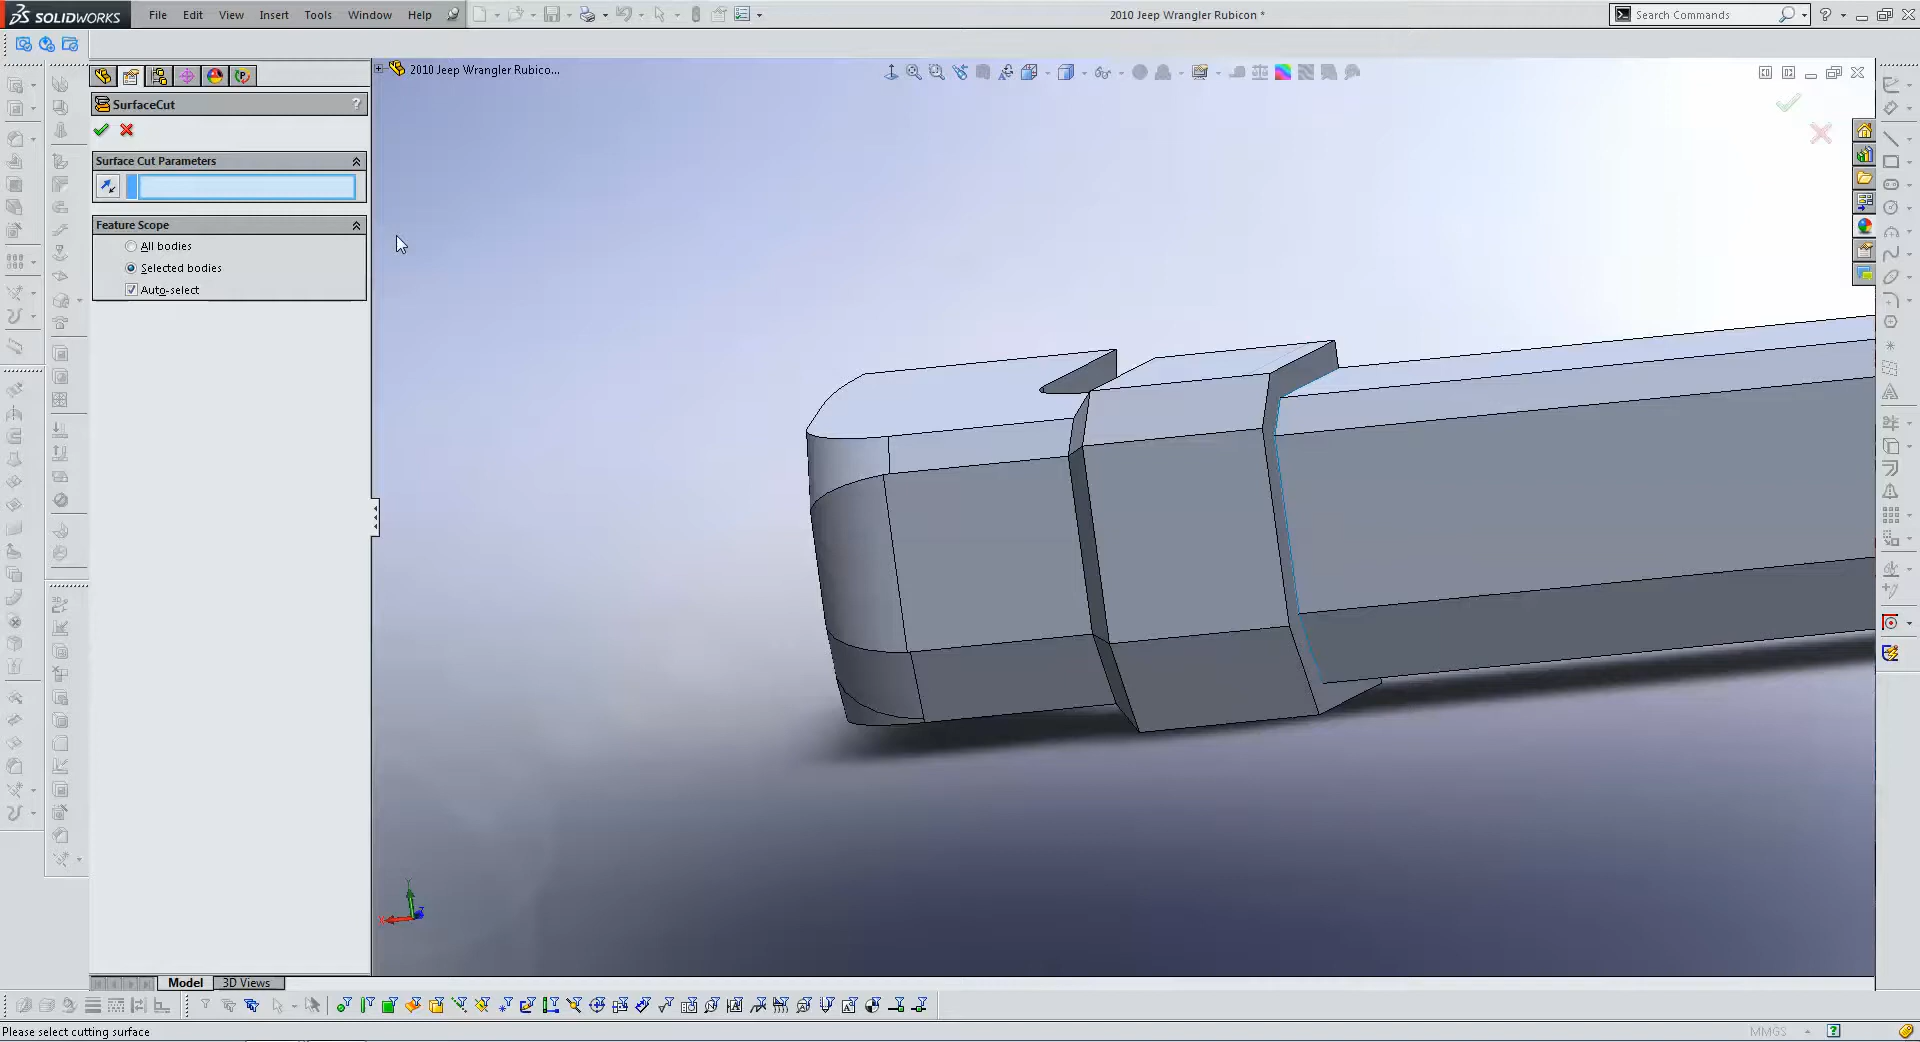 SOLIDWORKS File Edit View Insert Tools Window Help 2010 Jeep Wrangler Rubicon * Search Commands ?
2010 Jeep Wrangler Rubico...
SurfaceCut ?
Surface Cut Parameters
Feature Scope
All bodies
Selected bodies
Auto-select
Y
X
Z
Model 3D Views
Please select cutting surface MMGS ?